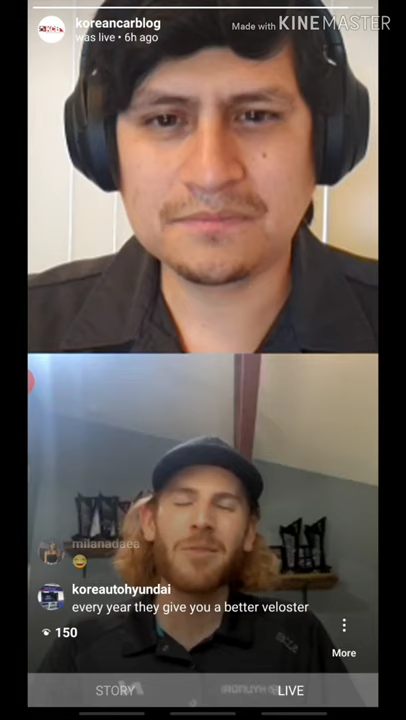 koreancarblog
was live • 6h ago
Made with KINEMASTER
KCB
milanadaea
😂
koreautohyundai
every year they give you a better veloster
150
More
STORY
LIVE